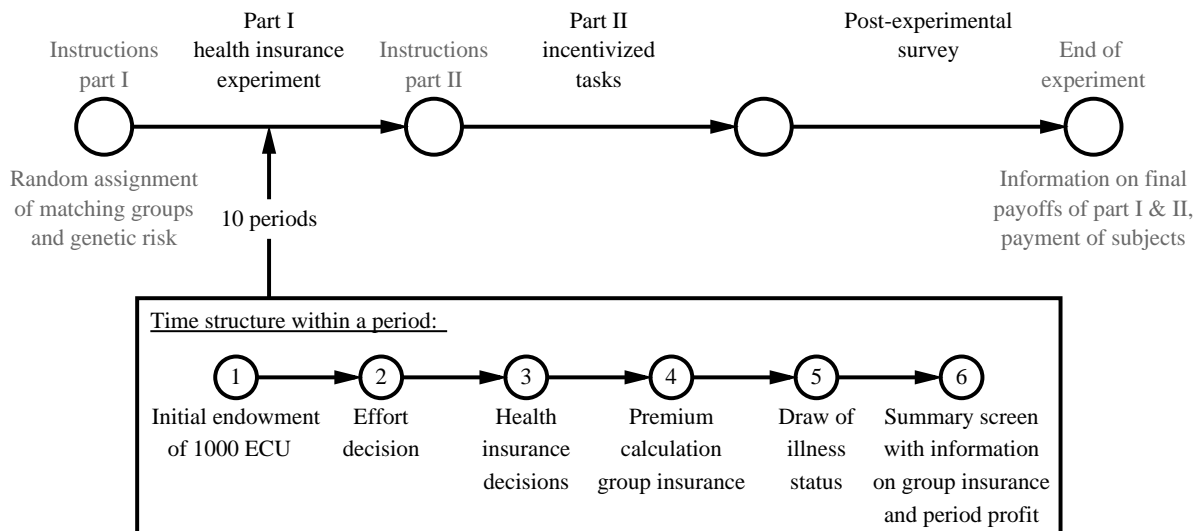 Part I
health insurance
experiment
Part II
incentivized
tasks
Post-experimental
survey
Instructions
part I
Instructions
part II
End of
experiment
Random assignment
of matching groups
and genetic risk
10 periods
Information on final
payoffs of part I & II,
payment of subjects
Time structure within a period:
1
2
3
4
5
6
Initial endowment
of 1000 ECU
Effort
decision
Health
insurance
decisions
Premium
calculation
group insurance
Draw of
illness
status
Summary screen
with information
on group insurance
and period profit